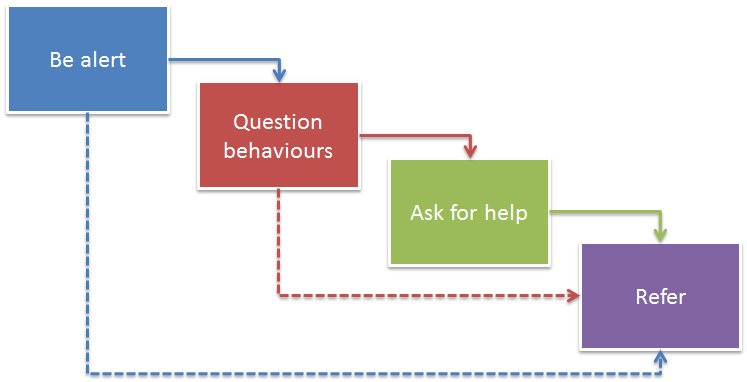 Be alert
Question
behaviours
Ask for help
Refer